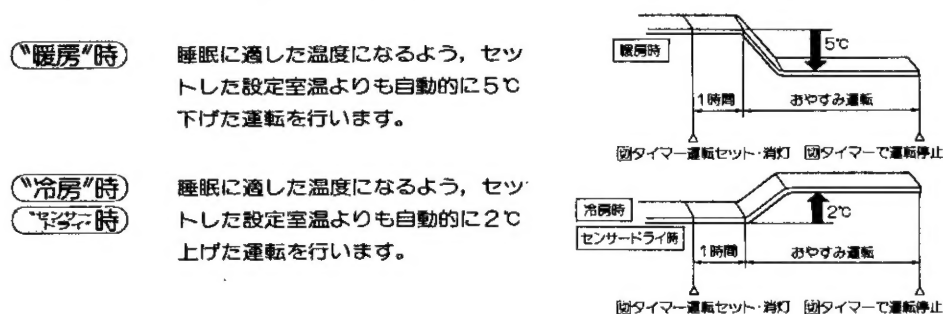 "暖房"時
睡眠に適した温度になるよう，セッ
トした設定室温よりも自動的に5℃
下げた運転を行います。
暖房時
5℃
1時間
おやすみ運転
切タイマー運転セット・消灯 切タイマーで運転停止
"冷房"時
"センサードライ"時
睡眠に適した温度になるよう，セッ
トした設定室温よりも自動的に2℃
上げた運転を行います。
冷房時
センサードライ時
2℃
1時間
おやすみ運転
切タイマー運転セット・消灯 切タイマーで運転停止